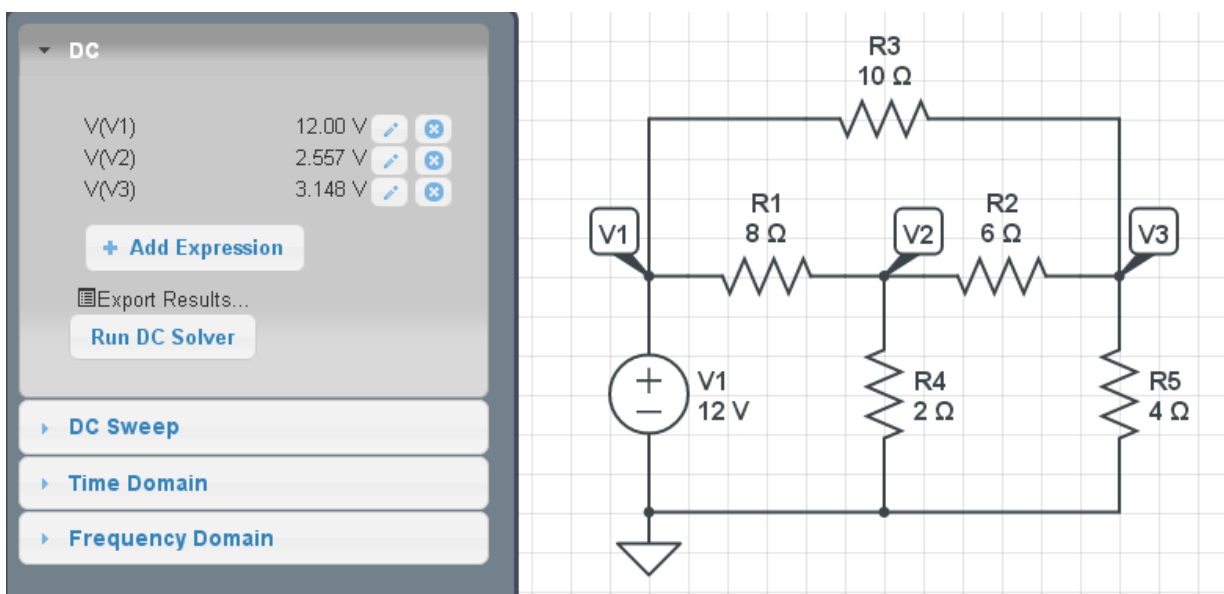 DC
V(V1) 12.00 V
V(V2) 2.557 V
V(V3) 3.148 V
+ Add Expression
Export Results...
Run DC Solver
DC Sweep
Time Domain
Frequency Domain
R3
10 Ω
R1
8 Ω
R2
6 Ω
V1
V2
V3
V1
12 V
R4
2 Ω
R5
4 Ω